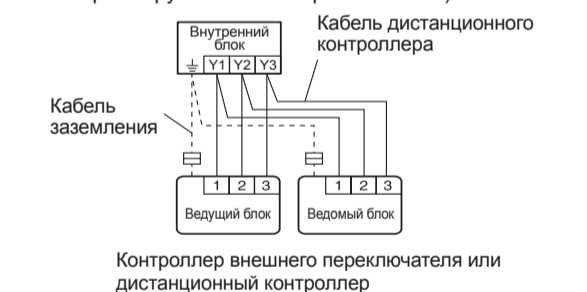 Кабель дистанционного
контроллера
Внутренний
блок
Y1 Y2 Y3
Кабель
заземления
1 2 3
1 2 3
Ведущий блок
Ведомый блок
Контроллер внешнего переключателя или
дистанционный контроллер